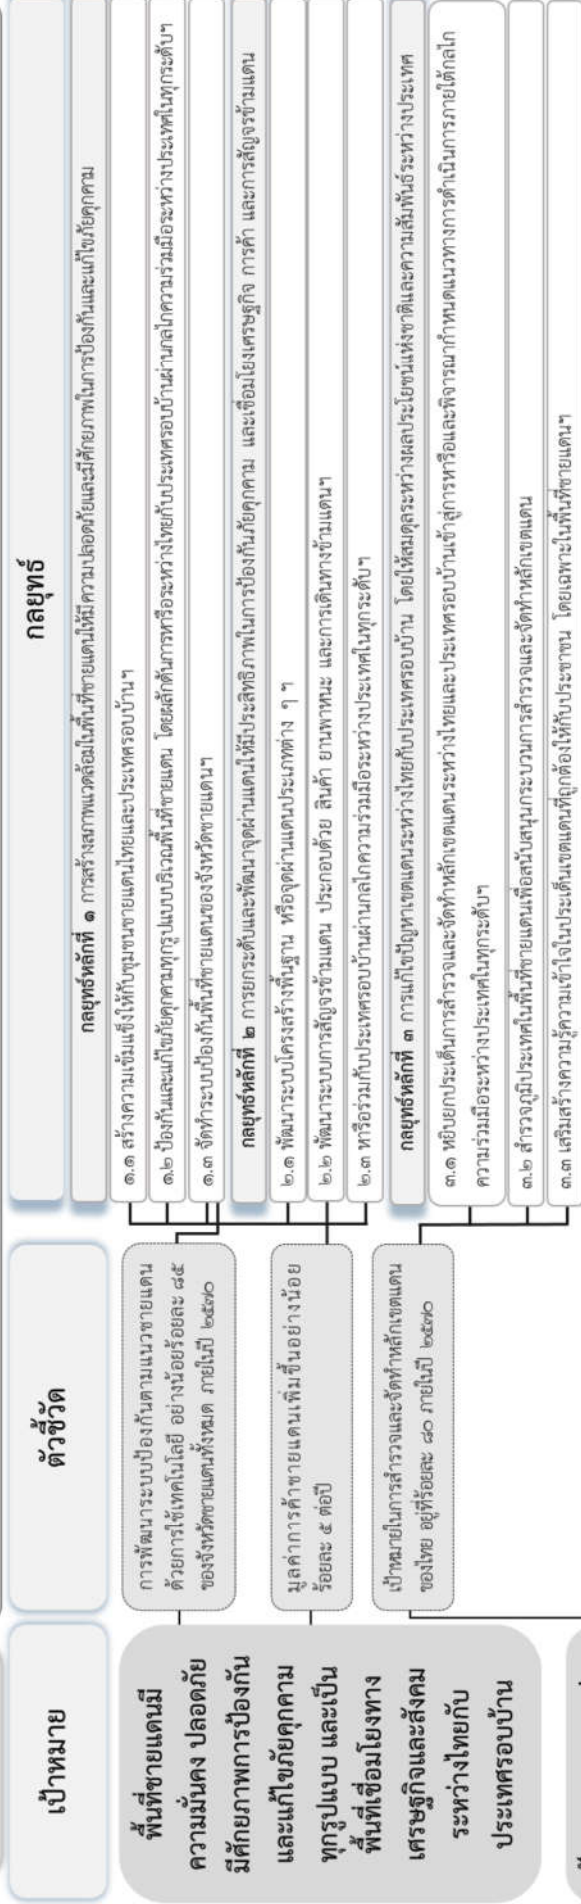 เป้าหมาย
ตัวชี้วัด
กลยุทธ์
พื้นที่ชายแดนมี
ความมั่นคง ปลอดภัย
มีศักยภาพการป้องกัน
และแก้ไขภัยคุกคาม
ทุกรูปแบบ และเป็น
พื้นที่เชื่อมโยงทาง
เศรษฐกิจและสังคม
ระหว่างไทยกับ
ประเทศรอบบ้าน
การพัฒนาระบบป้องกันตามแนวชายแดน
ด้วยการใช้เทคโนโลยี อย่างน้อยร้อยละ ๘๕
ของจังหวัดชายแดนทั้งหมด ภายในปี ๒๕๗๐
มูลค่าการค้าชายแดนเพิ่มขึ้นอย่างน้อย
ร้อยละ ๕ ต่อปี
เป้าหมายในการสำรวจและจัดทำหลักเขตแดน
ของไทย อยู่ที่ร้อยละ ๘๐ ภายในปี ๒๕๗๐
กลยุทธ์หลักที่ ๑ การสร้างสภาพแวดล้อมในพื้นที่ชายแดนให้มีความปลอดภัยและมีศักยภาพในการป้องกันและแก้ไขภัยคุกคาม
๑.๑ สร้างความเข้มแข็งให้กับชุมชนชายแดนไทยและประเทศรอบบ้านฯ
๑.๒ ป้องกันและแก้ไขภัยคุกคามทุกรูปแบบบริเวณพื้นที่ชายแดน โดยผลักดันการหารือระหว่างไทยกับประเทศรอบบ้านผ่านกลไกความร่วมมือระหว่างประเทศในทุกระดับฯ
๑.๓ จัดทำระบบป้องกันพื้นที่ชายแดนของจังหวัดชายแดนฯ
กลยุทธ์หลักที่ ๒ การยกระดับและพัฒนาจุดผ่านแดนให้มีประสิทธิภาพในการป้องกันภัยคุกคาม และเชื่อมโยงเศรษฐกิจ การค้า และการสัญจรข้ามแดน
๒.๑ พัฒนาระบบโครงสร้างพื้นฐาน หรือจุดผ่านแดนประเภทต่าง ๆ ฯ
๒.๒ พัฒนาระบบการสัญจรข้ามแดน ประกอบด้วย สินค้า ยานพาหนะ และการเดินทางข้ามแดนฯ
๒.๓ หารือร่วมกับประเทศรอบบ้านผ่านกลไกความร่วมมือระหว่างประเทศในทุกระดับฯ
กลยุทธ์หลักที่ ๓ การแก้ไขปัญหาเขตแดนระหว่างไทยกับประเทศรอบบ้าน โดยให้สมดุลระหว่างผลประโยชน์แห่งชาติและความสัมพันธ์ระหว่างประเทศ
๓.๑ หยิบยกประเด็นการสำรวจและจัดทำหลักเขตแดนระหว่างไทยและประเทศรอบบ้านเข้าสู่การหารือและพิจารณากำหนดแนวทางการดำเนินการภายใต้กลไก
ความร่วมมือระหว่างประเทศในทุกระดับฯ
๓.๒ สำรวจภูมิประเทศในพื้นที่ชายแดนเพื่อสนับสนุนกระบวนการสำรวจและจัดทำหลักเขตแดน
๓.๓ เสริมสร้างความรู้ความเข้าใจในประเด็นเขตแดนที่ถูกต้องให้กับประชาชน โดยเฉพาะในพื้นที่ชายแดนฯ